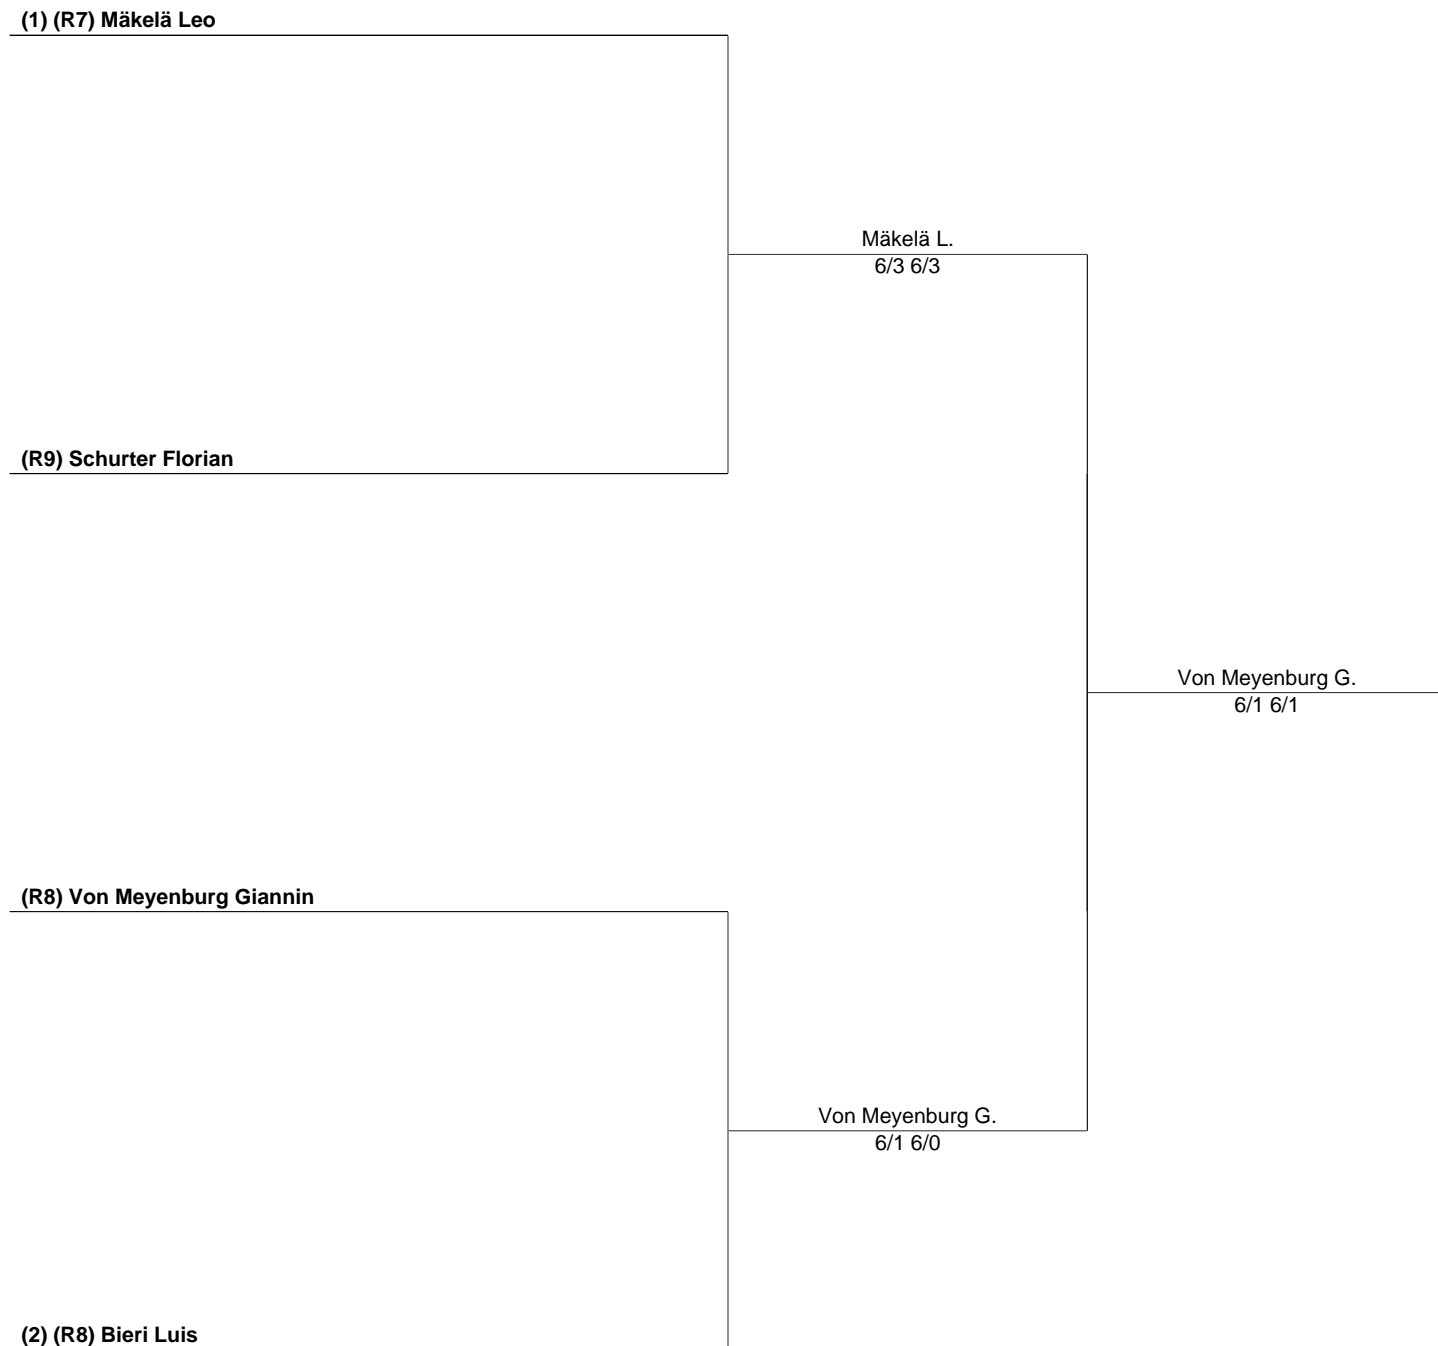 (1) (R7) Mäkelä Leo
Mäkelä L.
6/3 6/3
(R9) Schurter Florian
Von Meyenburg G.
6/1 6/1
(R8) Von Meyenburg Giannin
Von Meyenburg G.
6/1 6/0
(2) (R8) Bieri Luis